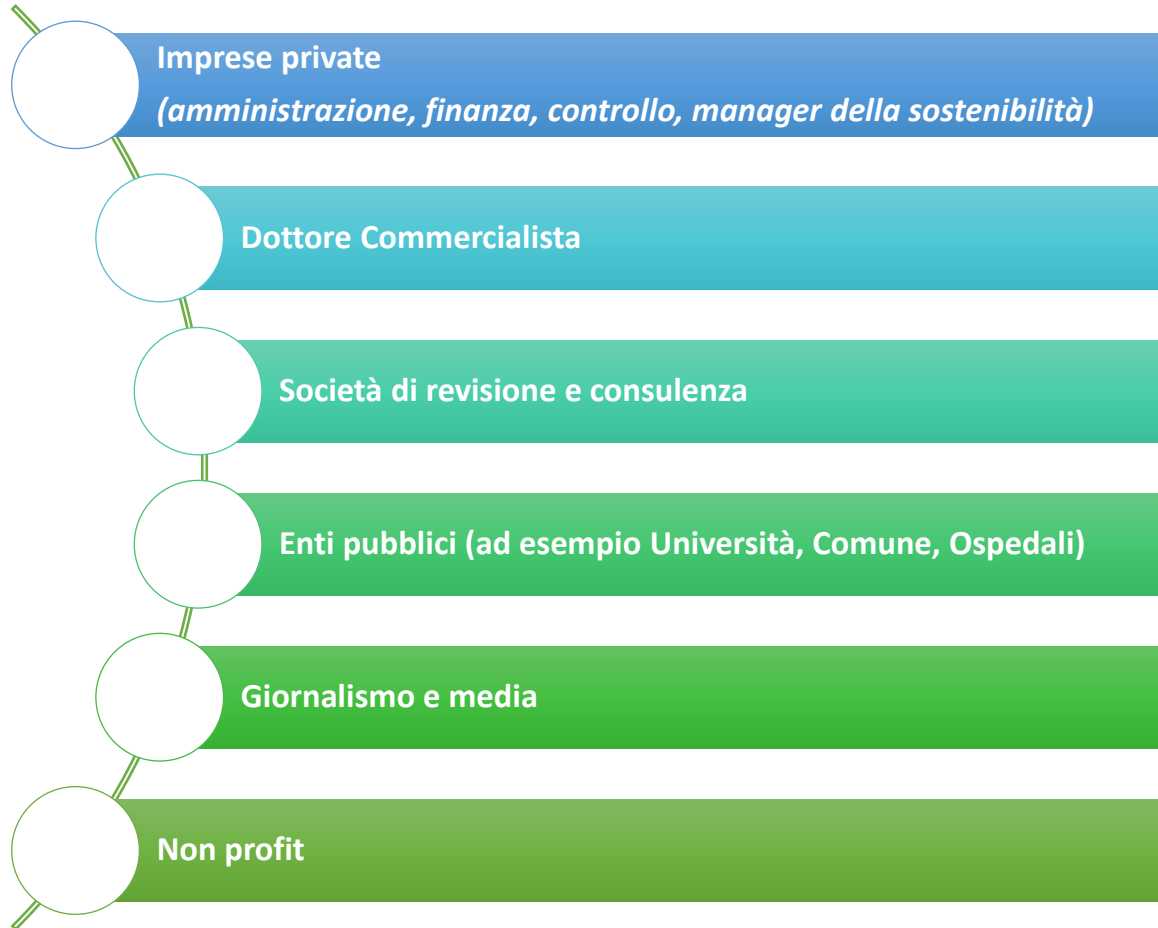 Imprese private
(amministrazione, finanza, controllo, manager della sostenibilità)
Dottore Commercialista
Società di revisione e consulenza
Enti pubblici (ad esempio Università, Comune, Ospedali)
Giornalismo e media
Non profit